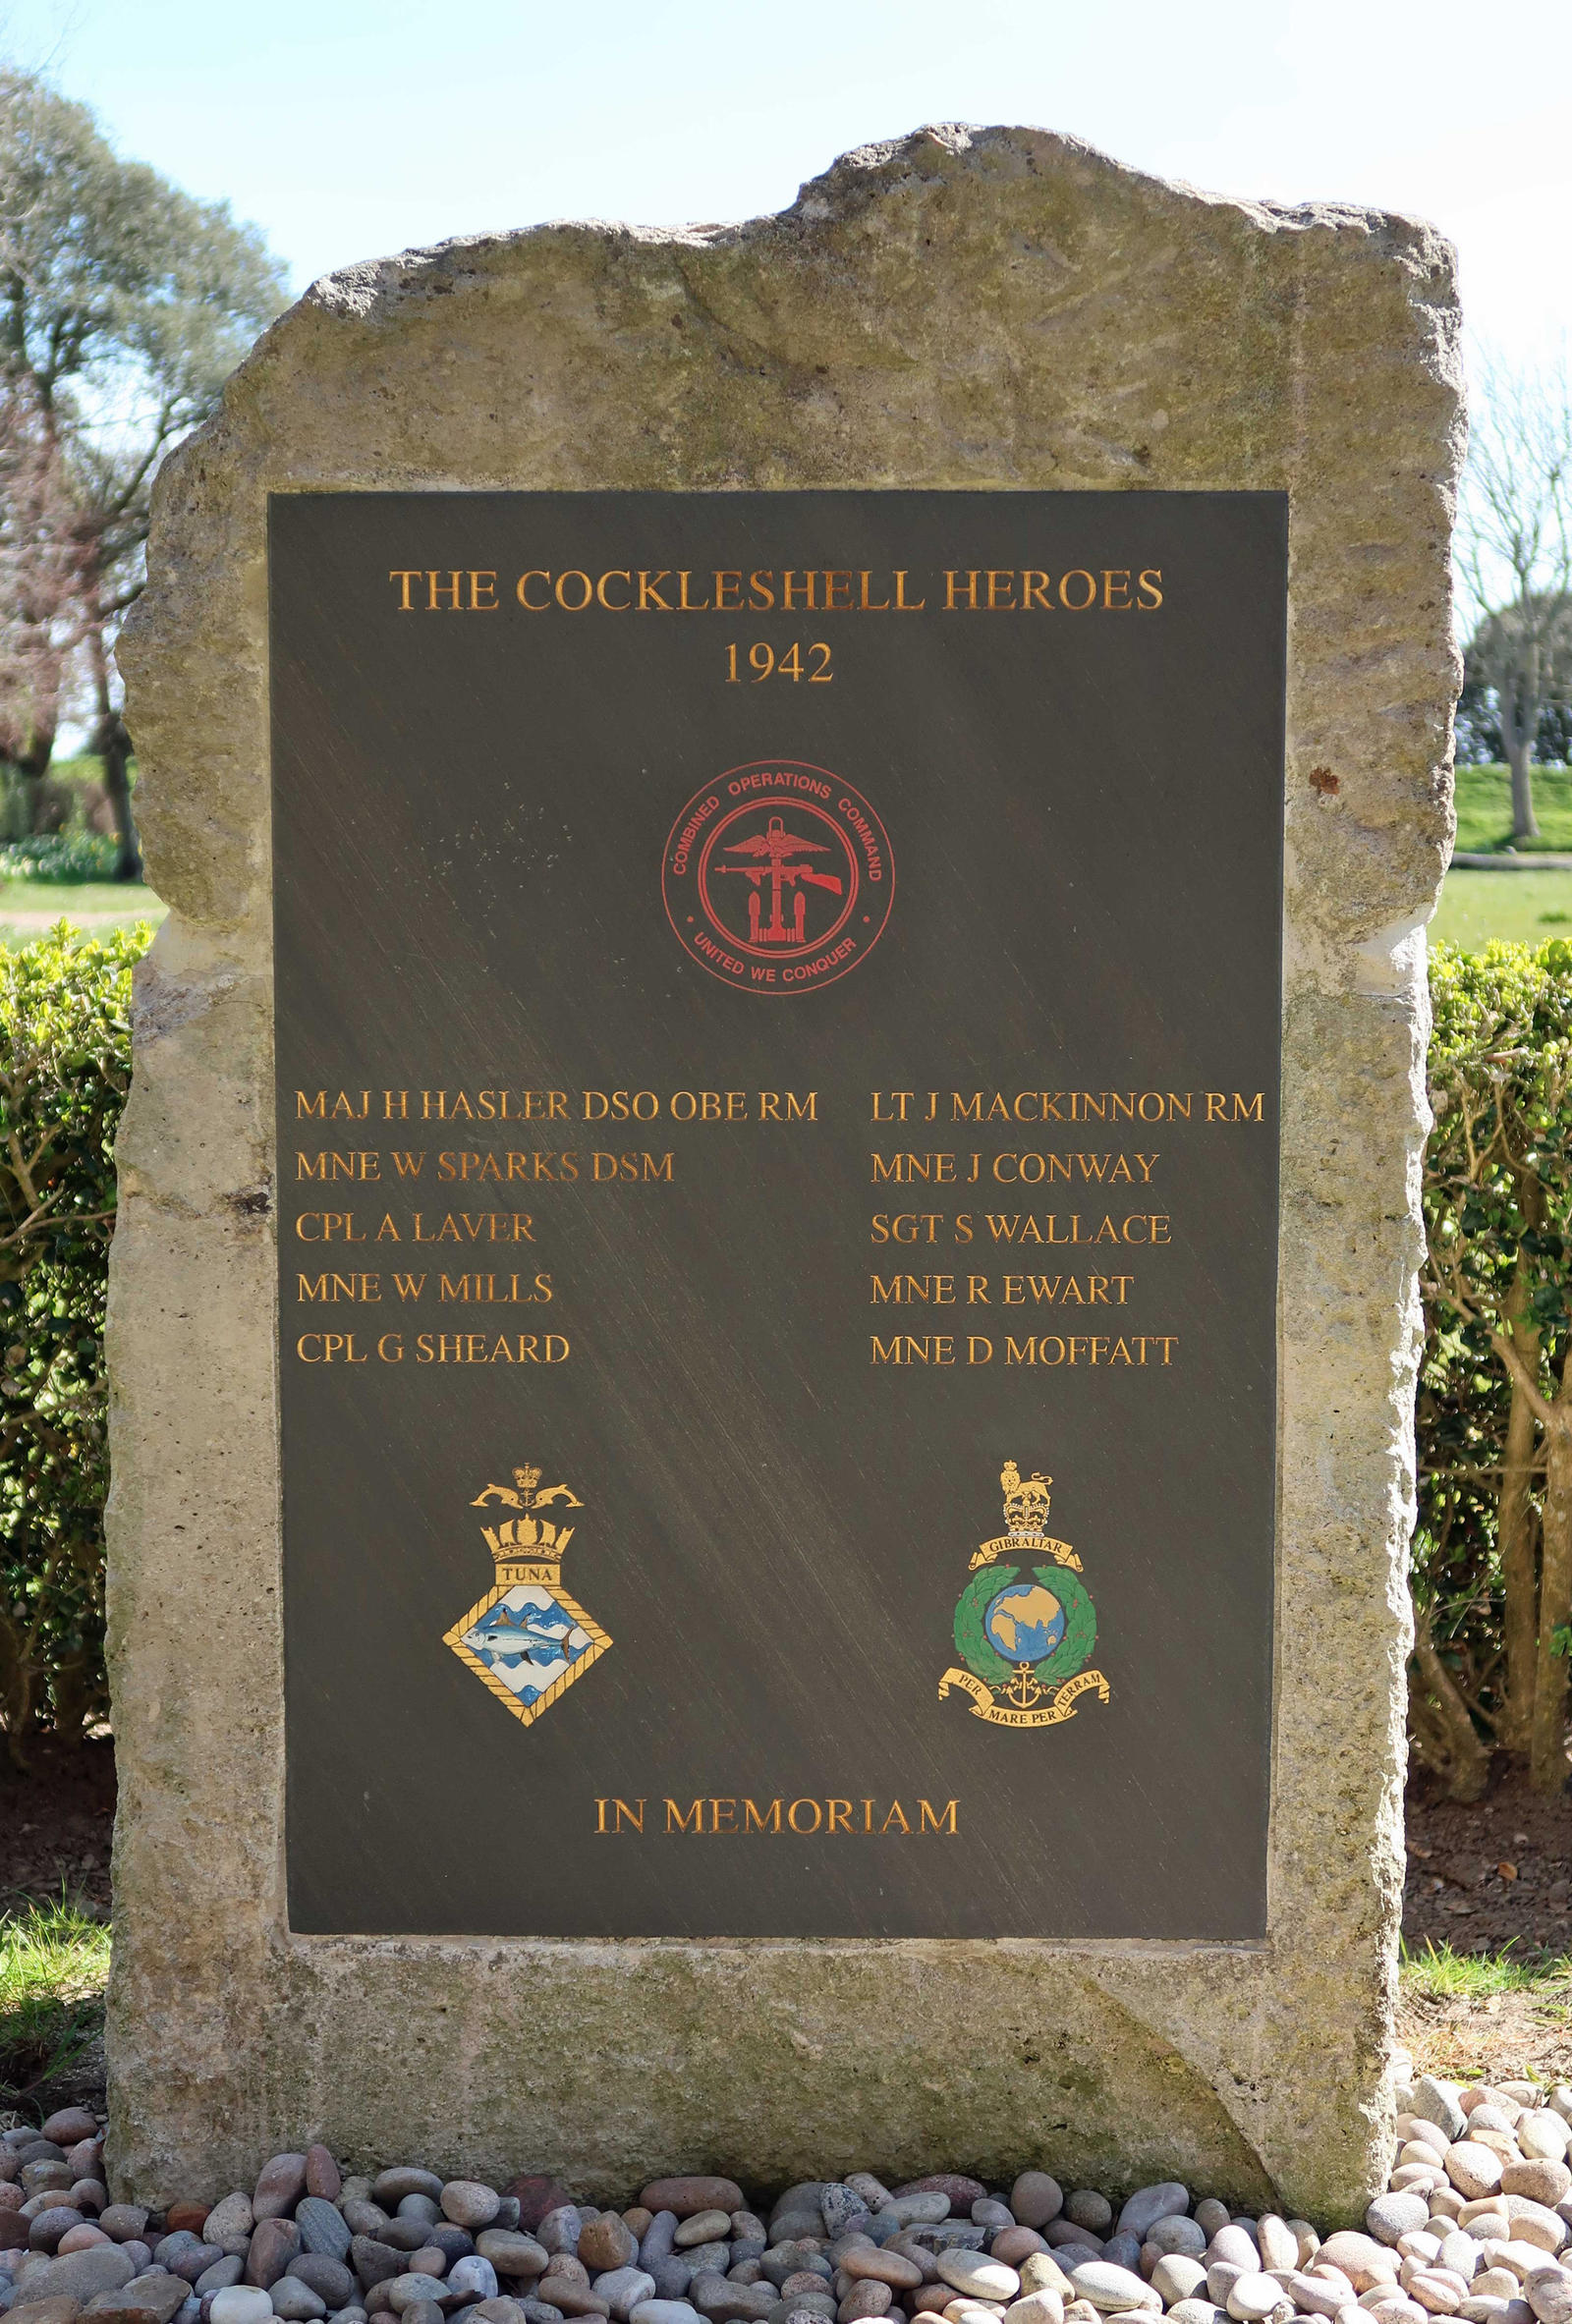 THE COCKLESHELL HEROES
1942
COMBINED OPERATIONS COMMAND
UNITED WE CONQUER
MAJ H HASLER DSO OBE RM
MNE W SPARKS DSM
CPL A LAVER
MNE W MILLS
CPL G SHEARD
LT J MACKINNON RM
MNE J CONWAY
SGT S WALLACE
MNE R EWART
MNE D MOFFATT
TUNA
GIBRALTAR
PER MARE PER TERRAM
IN MEMORIAM